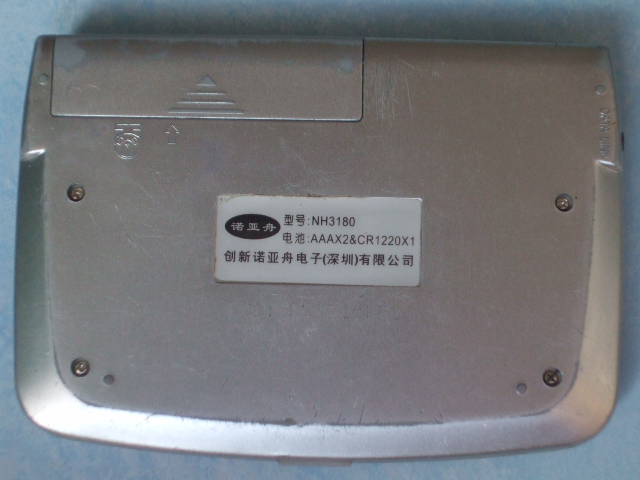 诺亚舟
型号:NH3180
电池:AAAX2&CR1220X1
创新诺亚舟电子(深圳)有限公司